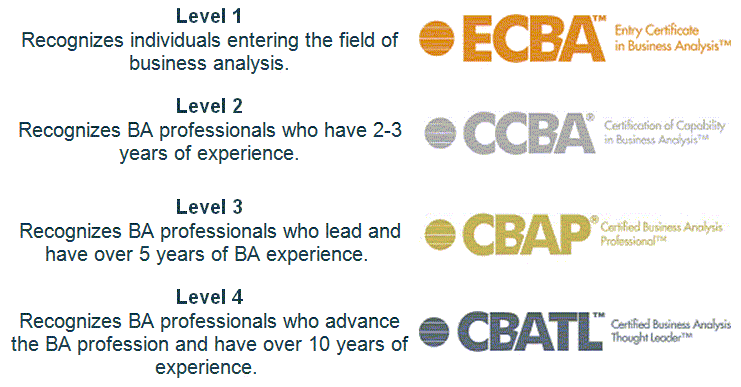 Level 1
Recognizes individuals entering the field of
business analysis.
ECBA™
Entry Certificate
in Business Analysis™
Level 2
Recognizes BA professionals who have 2-3
years of experience.
CCBA®
Certification of Capability
in Business Analysis™
Level 3
Recognizes BA professionals who lead and
have over 5 years of BA experience.
CBAP®
Certified Business Analysis
Professional™
Level 4
Recognizes BA professionals who advance
the BA profession and have over 10 years of
experience.
CBATL™
Certified Business Analysis
Thought Leader™